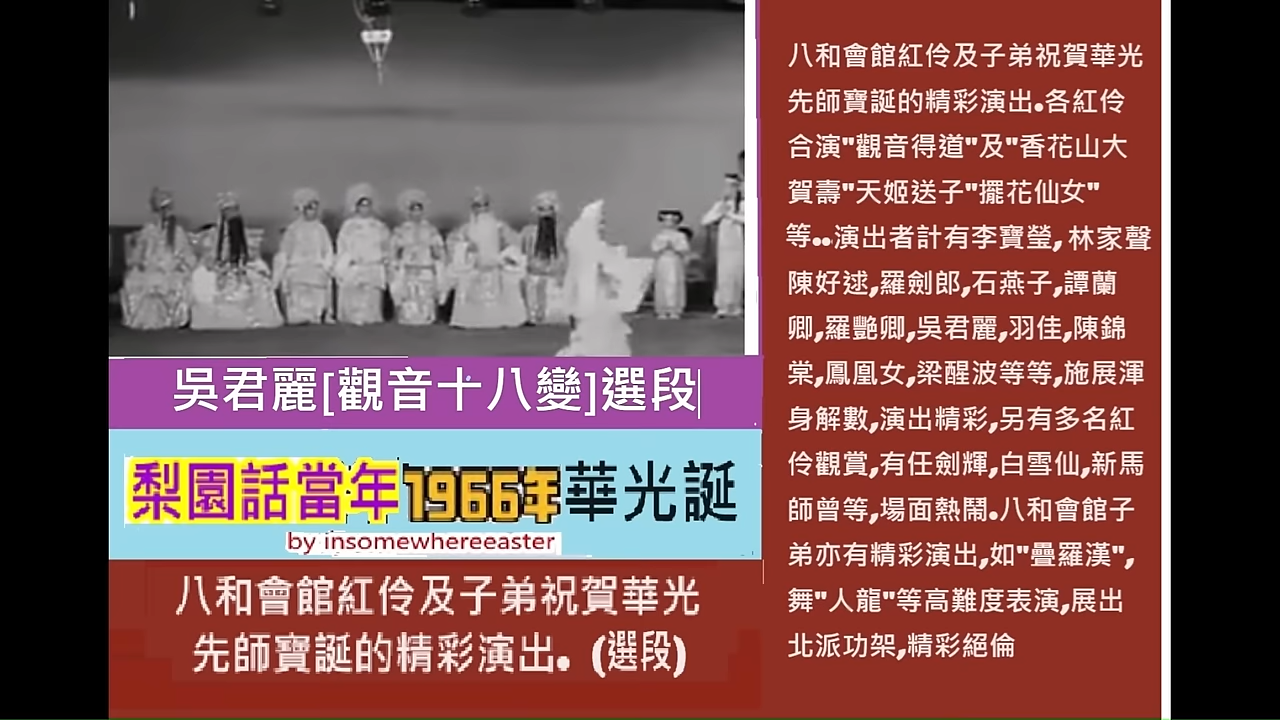 吳君麗[觀音十八變]選段
梨園話當年1966年華光誕
by insomewhereeaster
八和會館紅伶及子弟祝賀華光
先師寶誕的精彩演出. (選段)
八和會館紅伶及子弟祝賀華光
先師寶誕的精彩演出.各紅伶
合演"觀音得道"及"香花山大
賀壽"天姬送子"擺花仙女"
等..演出者計有李寶瑩,林家聲
陳好逑,羅劍郎,石燕子,譚蘭
卿,羅艷卿,吳君麗,羽佳,陳錦
棠,鳳凰女,梁醒波等等,施展渾
身解數,演出精彩,另有多名紅
伶觀賞,有任劍輝,白雪仙,新馬
師曾等,場面熱鬧.八和會館子
弟亦有精彩演出,如"疊羅漢",
舞"人龍"等高難度表演,展出
北派功架,精彩絕倫